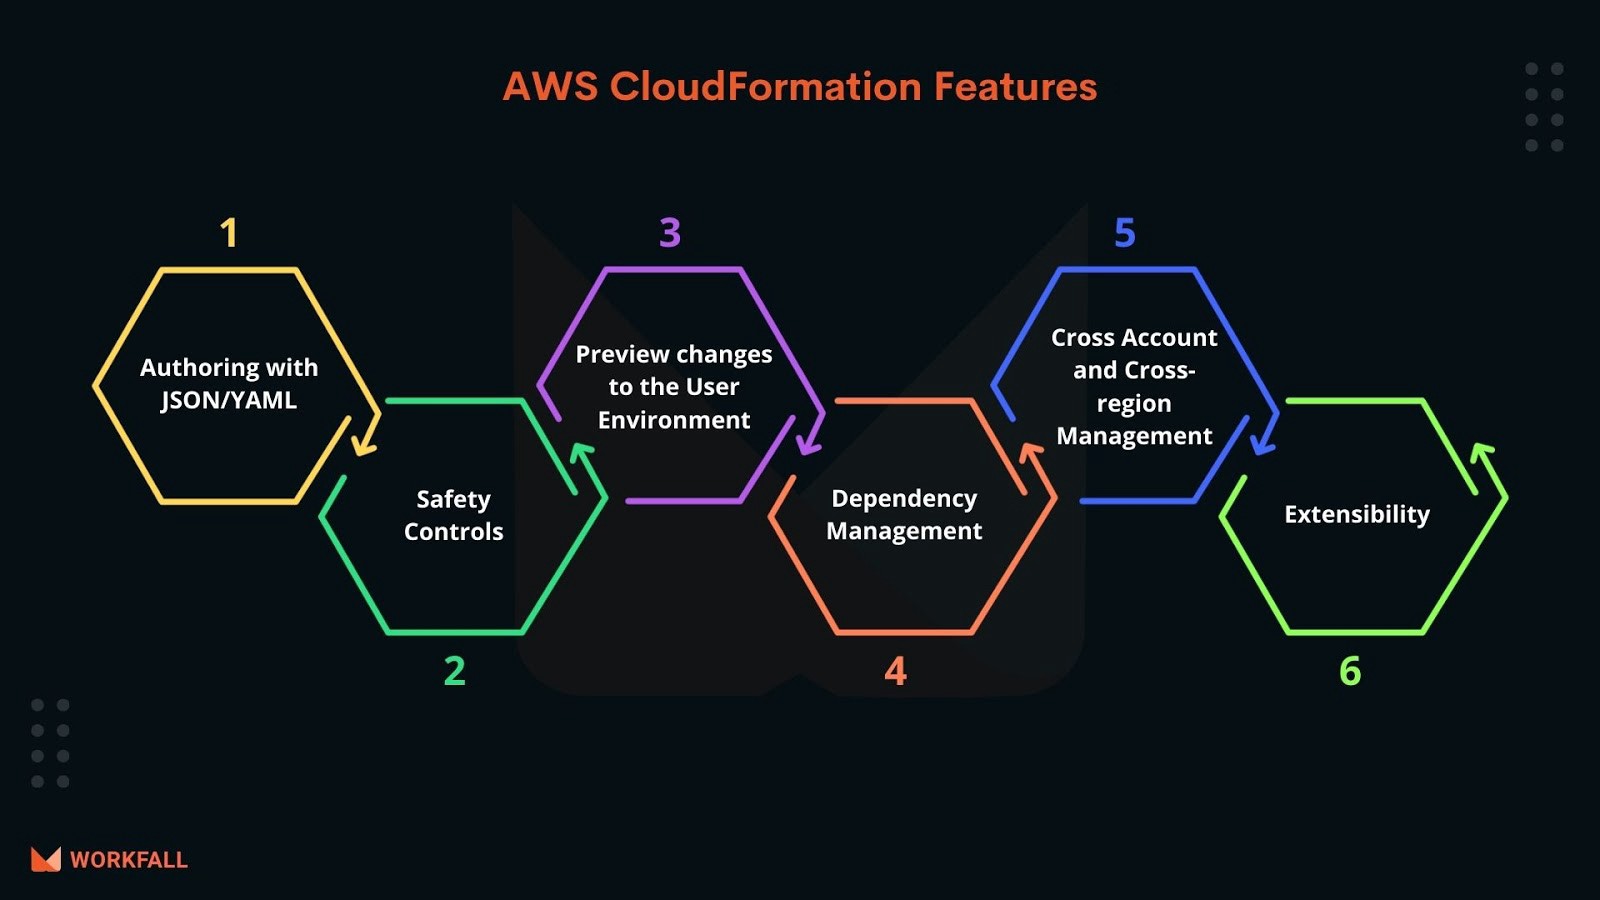 AWS CloudFormation Features
1
Authoring with
JSON/YAML
2
Safety
Controls
3
Preview changes
to the User
Environment
4
Dependency
Management
5
Cross Account
and Cross-
region
Management
6
Extensibility
WORKFALL